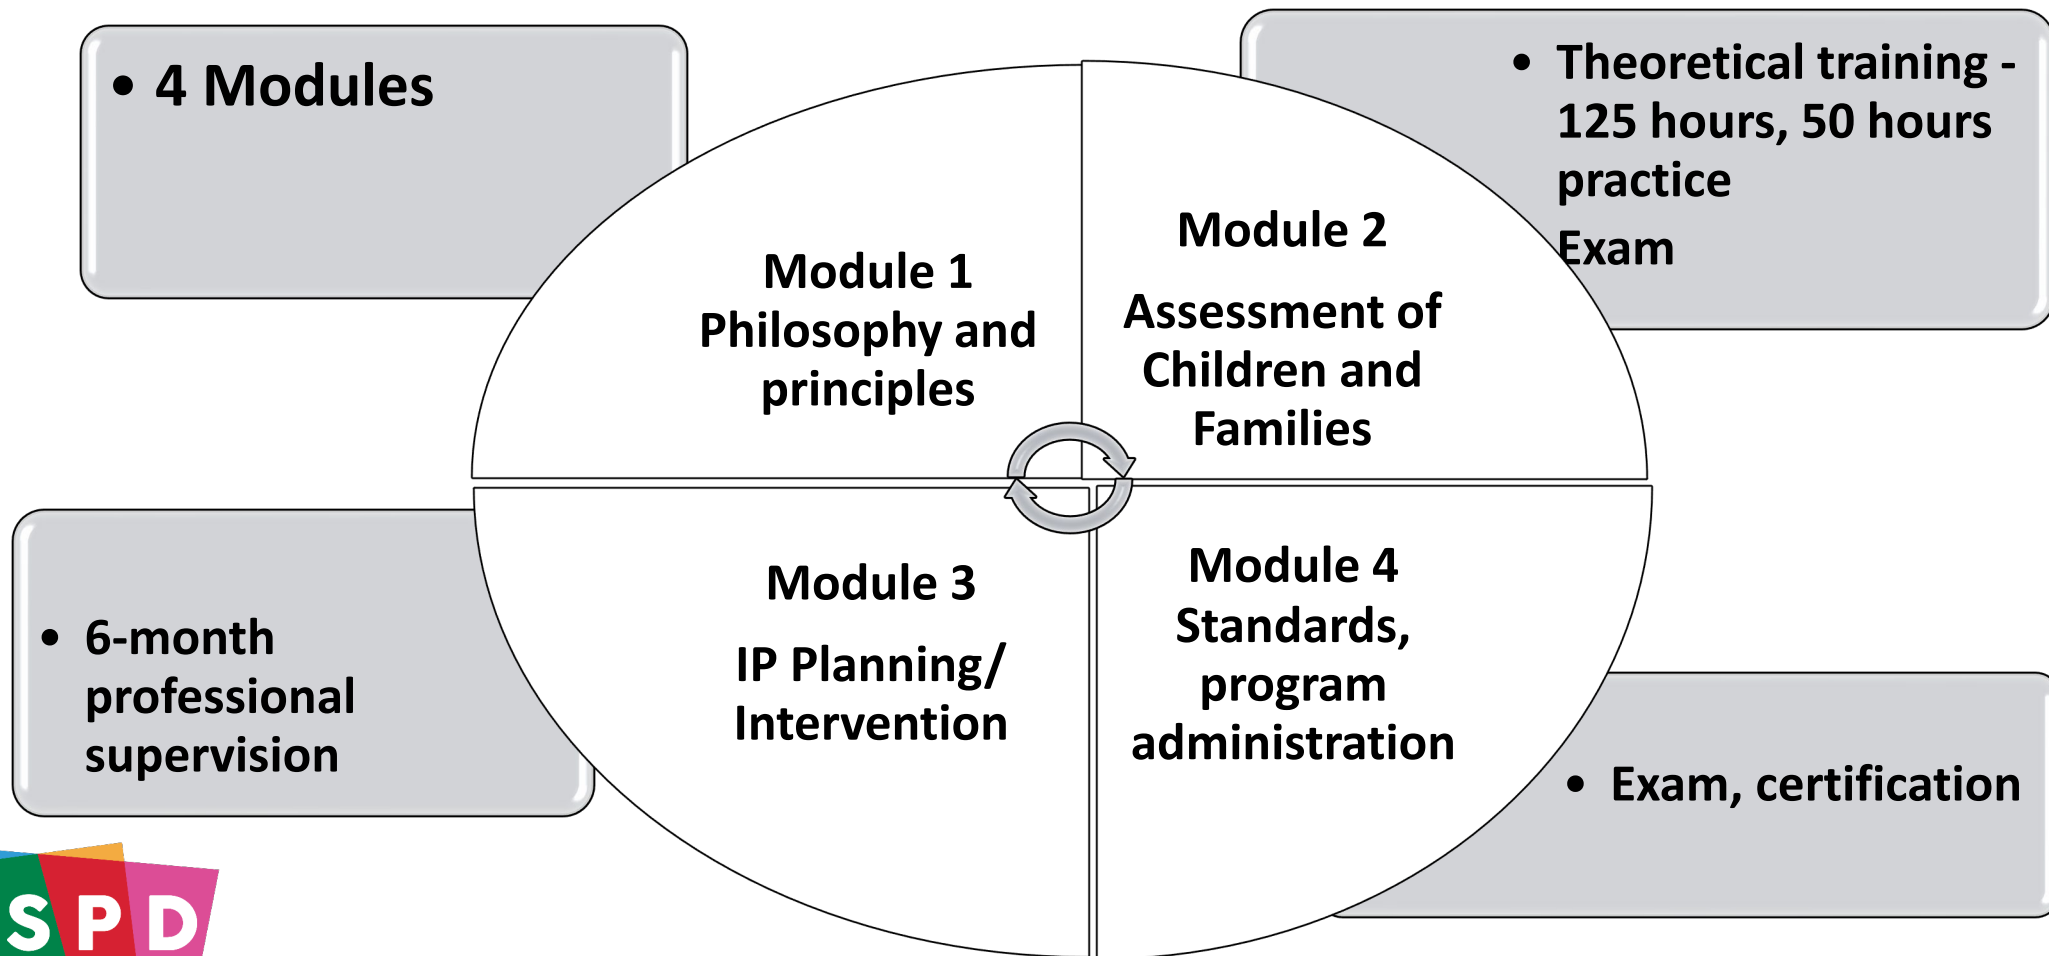 • 4 Modules
• Theoretical training -
125 hours, 50 hours
practice
Exam
Module 1
Philosophy and
principles
Module 2
Assessment of
Children and
Families
• 6-month
professional
supervision
Module 3
IP Planning/
Intervention
Module 4
Standards,
program
administration
• Exam, certification
SPD